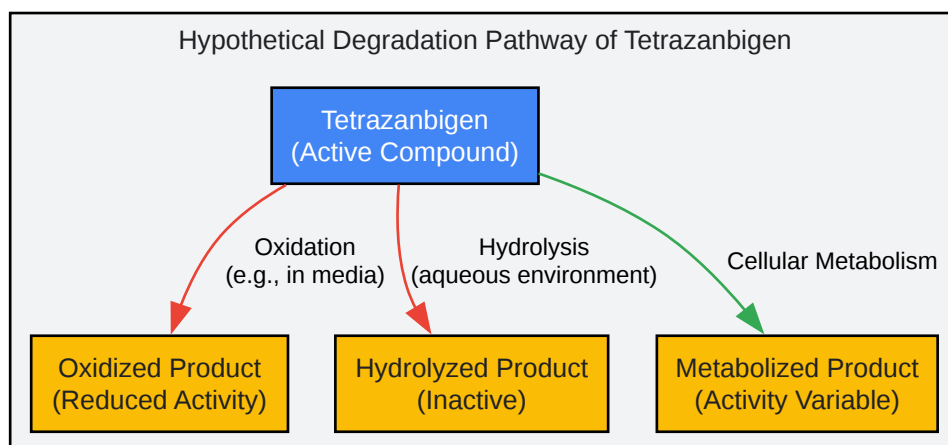 Hypothetical Degradation Pathway of Tetrazanbigen
Tetrazanbigen
(Active Compound)
Oxidation
(e.g., in media)
Hydrolysis
(aqueous environment)
Cellular Metabolism
Oxidized Product
(Reduced Activity)
Hydrolyzed Product
(Inactive)
Metabolized Product
(Activity Variable)